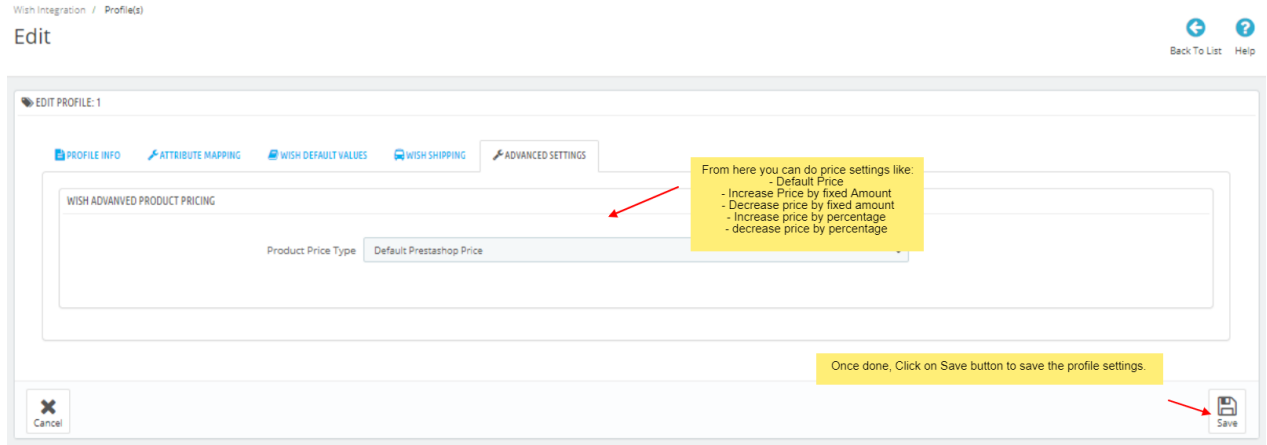 Wish Integration / Profile(s)
Edit
Back To List Help
EDIT PROFILE: 1
PROFILE INFO ATTRIBUTE MAPPING WISH DEFAULT VALUES WISH SHIPPING ADVANCED SETTINGS
From here you can do price settings like:
- Default Price
- Increase Price by fixed Amount
- Decrease price by fixed amount
- Increase price by percentage
- decrease price by percentage
WISH ADVANVED PRODUCT PRICING
Product Price Type Default Prestashop Price
Once done, Click on Save button to save the profile settings.
Cancel Save